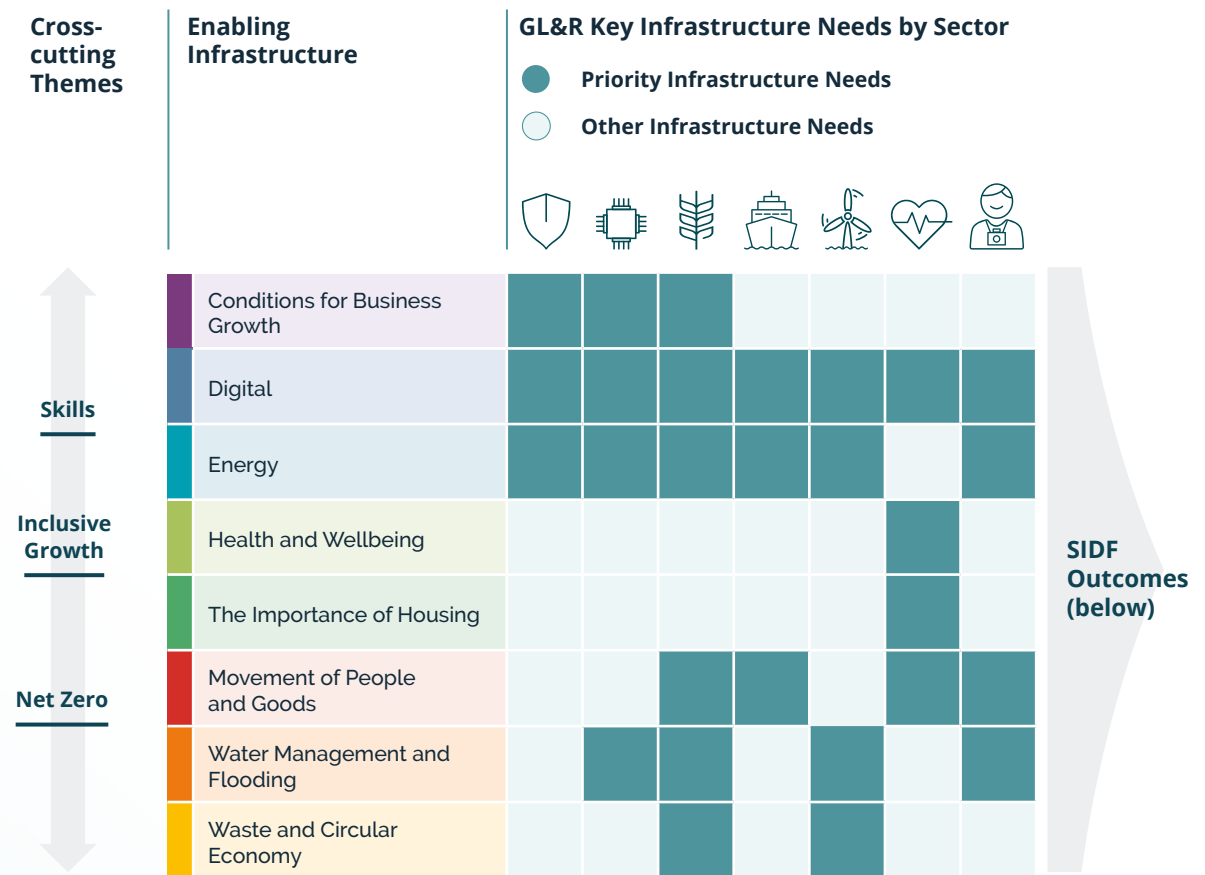 Cross-
cutting
Themes
Enabling
Infrastructure
GL&R Key Infrastructure Needs by Sector
Priority Infrastructure Needs
Other Infrastructure Needs
Skills
Inclusive
Growth
Net Zero
Conditions for Business
Growth
Digital
Energy
Health and Wellbeing
The Importance of Housing
Movement of People
and Goods
Water Management and
Flooding
Waste and Circular
Economy
SIDF
Outcomes
(below)